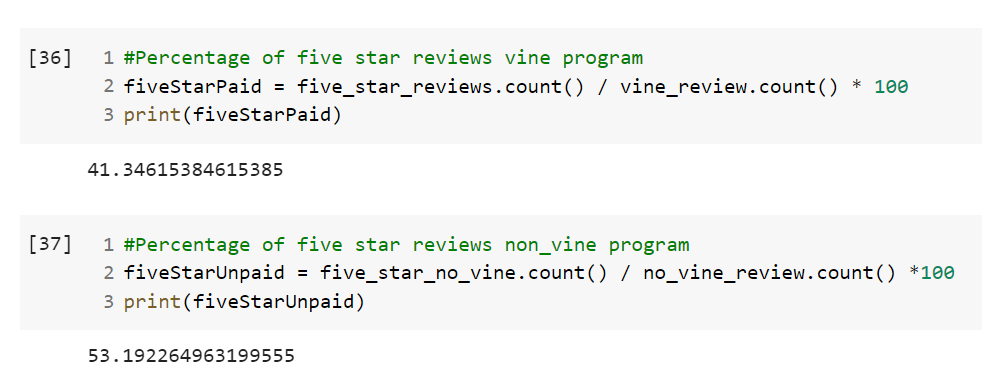 [36] 1 #Percentage of five star reviews vine program
2 fiveStarPaid = five_star_reviews.count() / vine_review.count() * 100
3 print(fiveStarPaid)
41.34615384615385
[37] 1 #Percentage of five star reviews non_vine program
2 fiveStarUnpaid = five_star_no_vine.count() / no_vine_review.count() *100
3 print(fiveStarUnpaid)
53.192264963199555